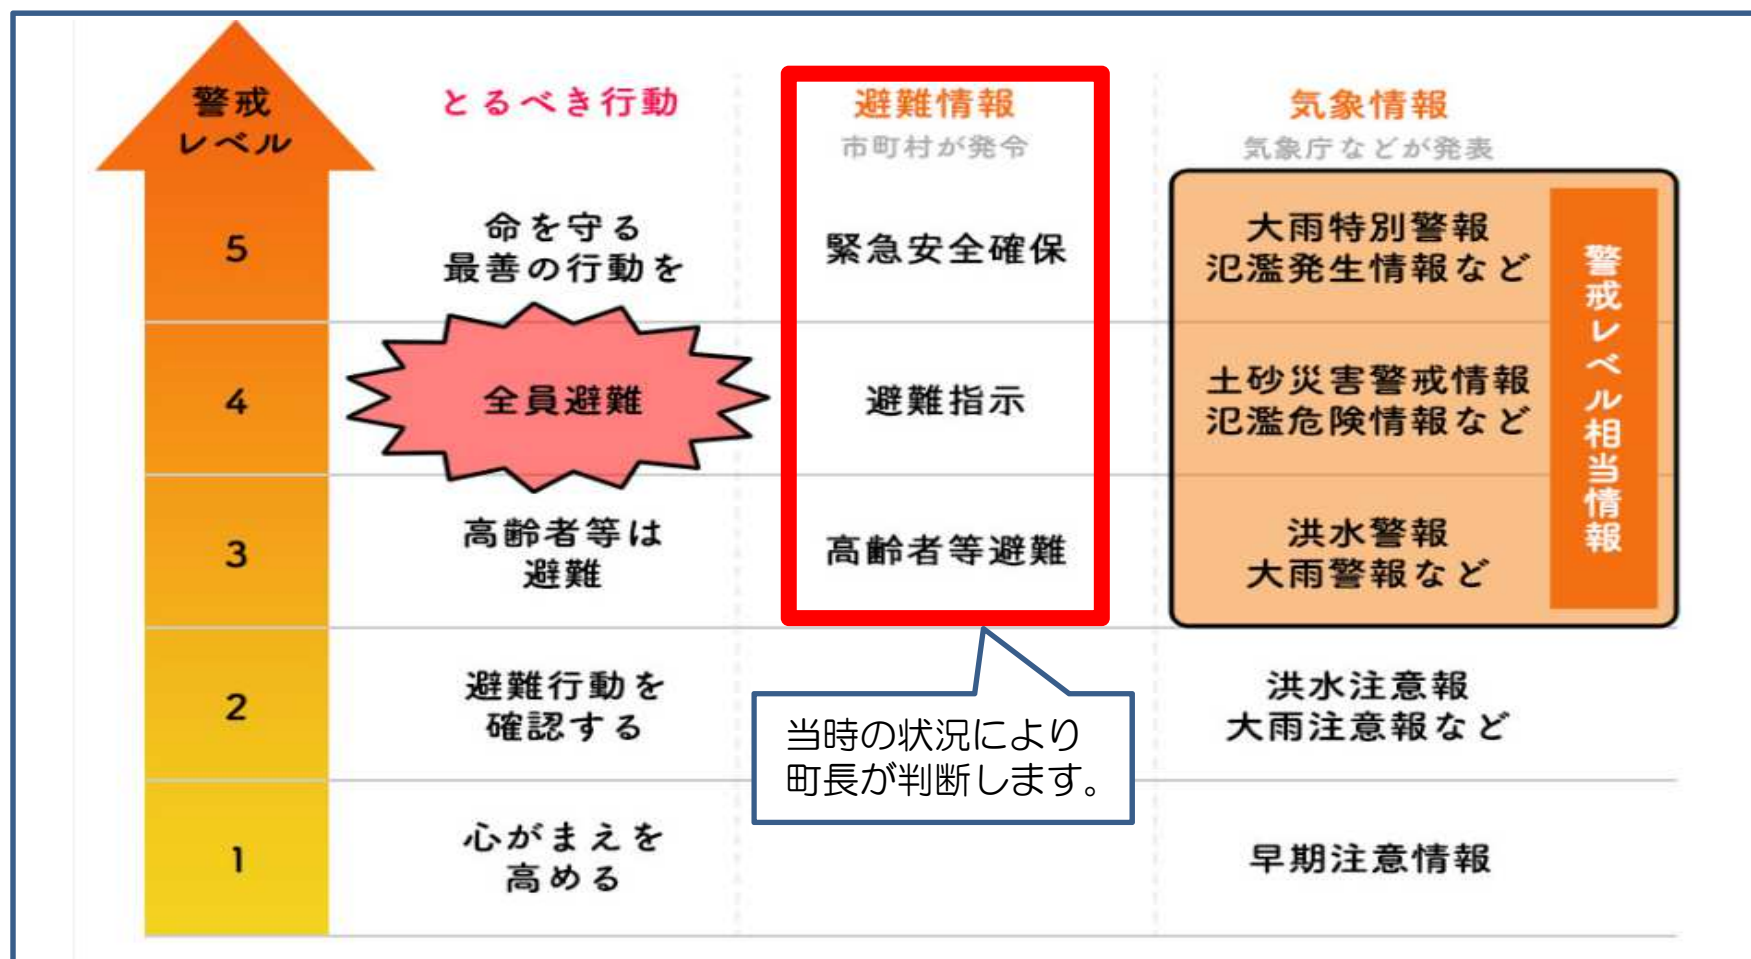 警戒
レベル
とるべき行動
避難情報
市町村が発令
気象情報
気象庁などが発表
5
命を守る
最善の行動を
緊急安全確保
大雨特別警報
氾濫発生情報など
4
全員避難
避難指示
土砂災害警戒情報
氾濫危険情報など
3
高齢者等は
避難
高齢者等避難
洪水警報
大雨警報など
警戒レベル相当情報
2
避難行動を
確認する
洪水注意報
大雨注意報など
当時の状況により
町長が判断します。
1
心がまえを
高める
早期注意情報